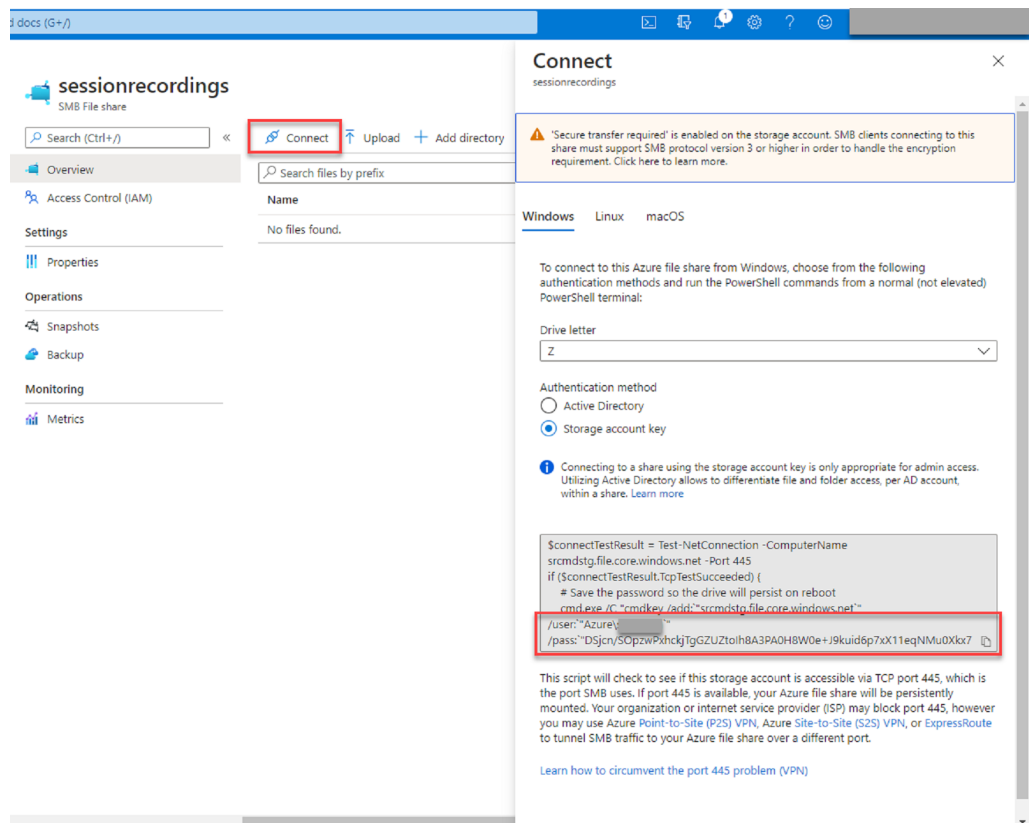 d docs (G+/)
1
sessionrecordings
SMB File share
Search (Ctrl+/)
«
Overview
Access Control (IAM)
Settings
Properties
Operations
Snapshots
Backup
Monitoring
Metrics
Connect
Upload
Add directory
Search files by prefix
Name
No files found.
Connect
sessionrecordings
'Secure transfer required' is enabled on the storage account. SMB clients connecting to this
share must support SMB protocol version 3 or higher in order to handle the encryption
requirement. Click here to learn more.
Windows Linux macOS
To connect to this Azure file share from Windows, choose from the following
authentication methods and run the PowerShell commands from a normal (not elevated)
PowerShell terminal:
Drive letter
Z
Authentication method
Active Directory
Storage account key
Connecting to a share using the storage account key is only appropriate for admin access.
Utilizing Active Directory allows to differentiate file and folder access, per AD account,
within a share. Learn more
$connectTestResult = Test-NetConnection -ComputerName
srcmdstg.file.core.windows.net -Port 445
if ($connectTestResult.TcpTestSucceeded) {
# Save the password so the drive will persist on reboot
cmd.exe /C "cmdkey /add:`"srcmdstg.file.core.windows.net`"
/user:`"Azure\ `"
/pass:`"DSjcn/SOpzwPxhckjTgGZUZtoIh8A3PA0H8W0e+J9kuid6p7xX11eqNMu0Xkx7
This script will check to see if this storage account is accessible via TCP port 445, which is
the port SMB uses. If port 445 is available, your Azure file share will be persistently
mounted. Your organization or internet service provider (ISP) may block port 445, however
you may use Azure Point-to-Site (P2S) VPN, Azure Site-to-Site (S2S) VPN, or ExpressRoute
to tunnel SMB traffic to your Azure file share over a different port.
Learn how to circumvent the port 445 problem (VPN)